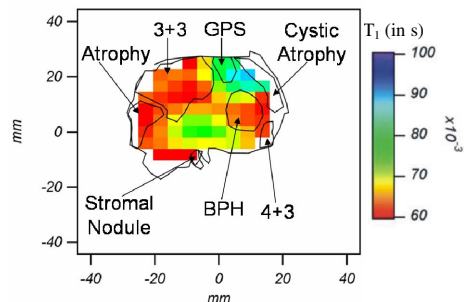 3+3 GPS Cystic
Atrophy
Atrophy
T₁ (in s)
100
90
80
70
60
x10⁻³
40
20
0
-20
-40
mm
Stromal
Nodule
BPH 4+3
-40 -20 0 20 40
mm